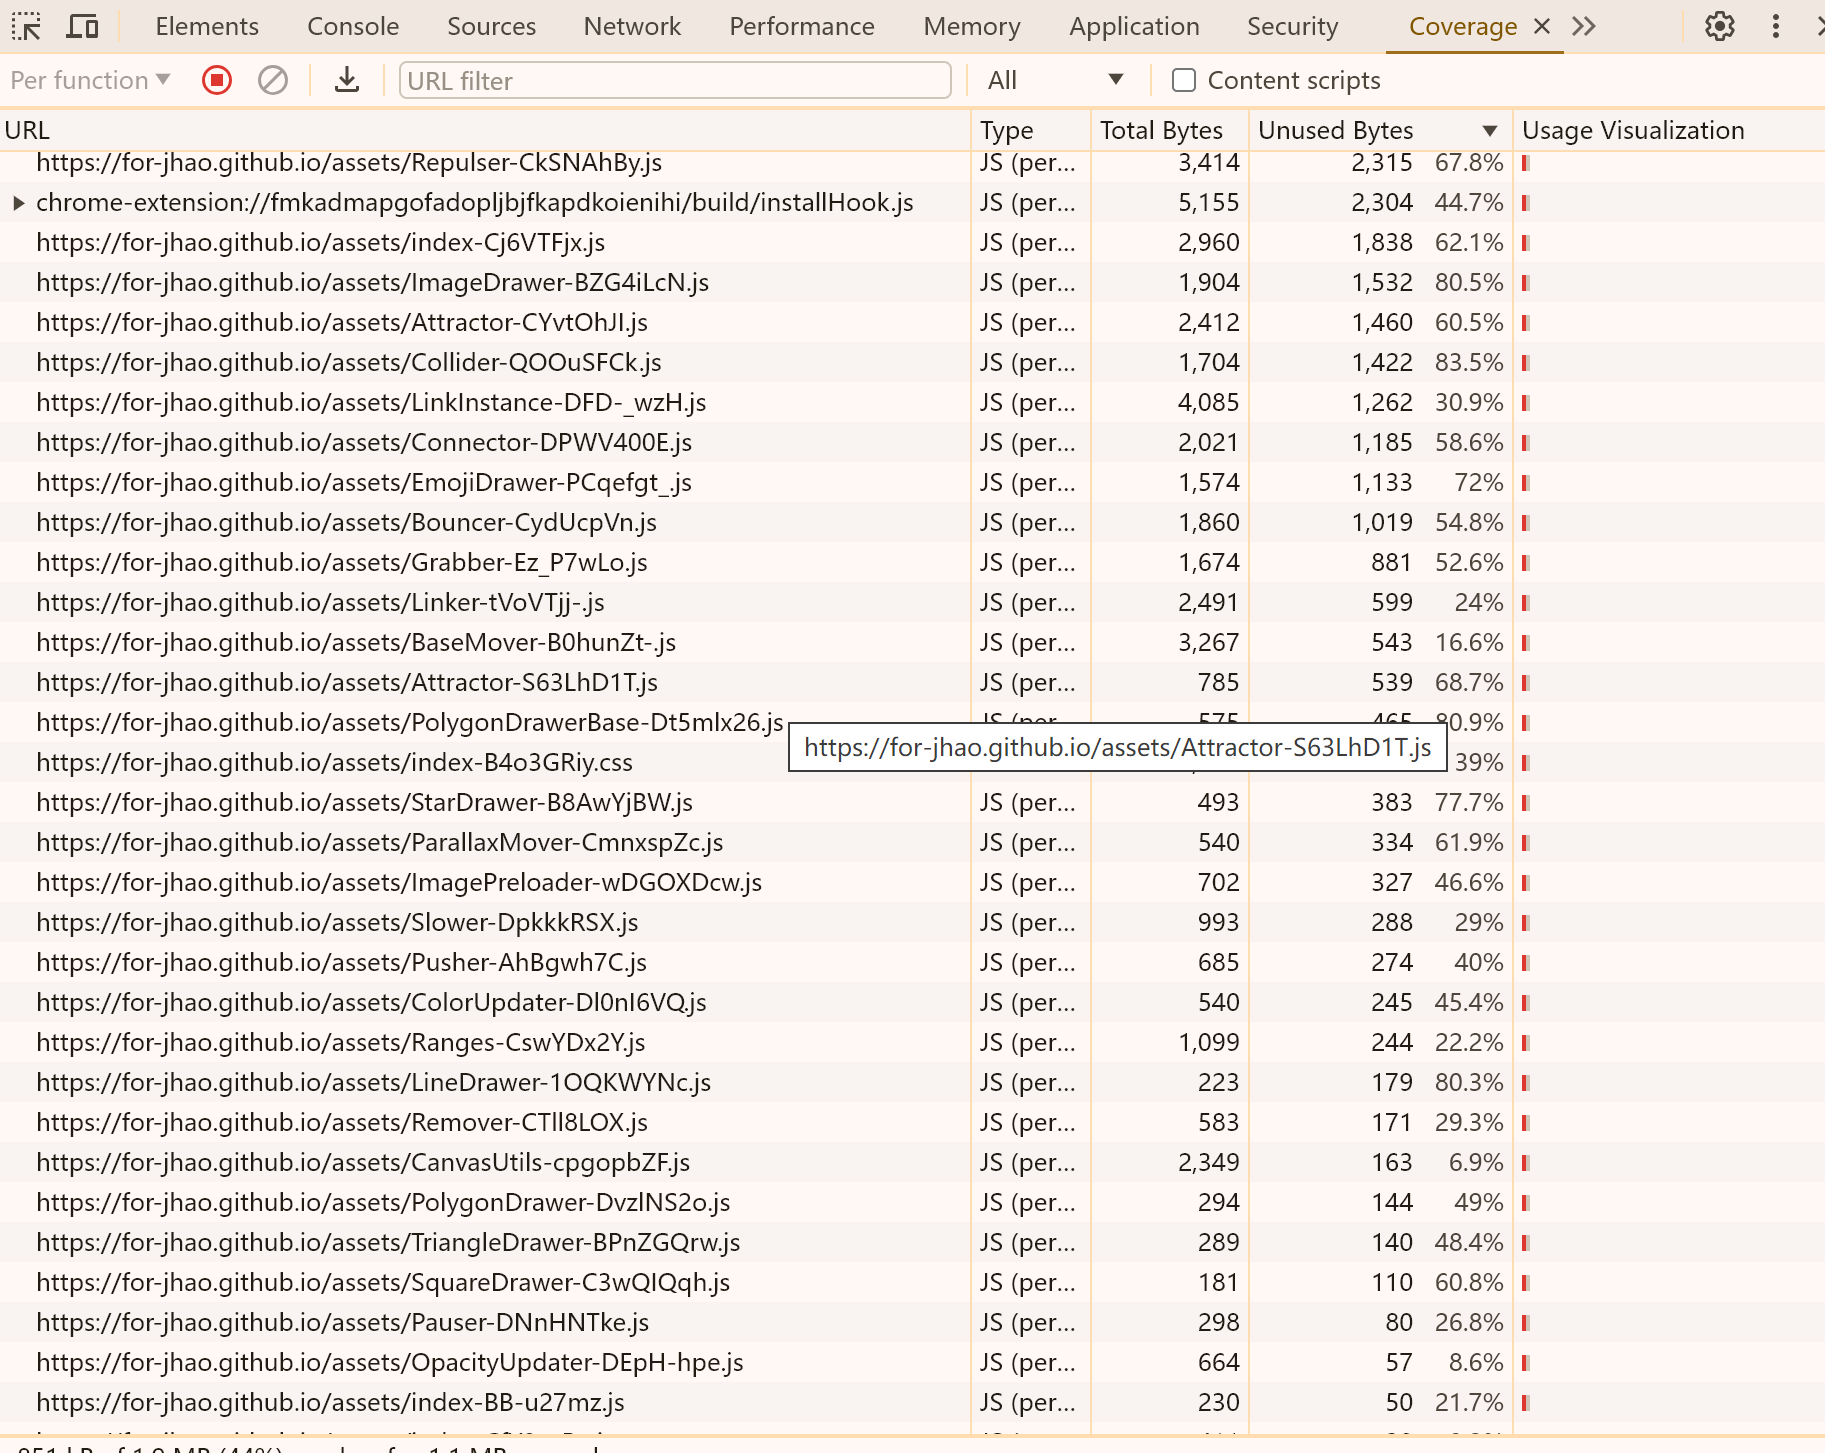 Elements Console Sources Network Performance Memory Application Security Coverage
Per function URL filter All Content scripts
URL Type Total Bytes Unused Bytes Usage Visualization
https://for-jhao.github.io/assets/Repulser-CkSNAhBy.js JS (per... 3,414 2,315 67.8%
chrome-extension://fmkadmapgofadopljbjfkapdkoienihi/build/installHook.js JS (per... 5,155 2,304 44.7%
https://for-jhao.github.io/assets/index-Cj6VTFjx.js JS (per... 2,960 1,838 62.1%
https://for-jhao.github.io/assets/ImageDrawer-BZG4iLcN.js JS (per... 1,904 1,532 80.5%
https://for-jhao.github.io/assets/Attractor-CYvtOhJI.js JS (per... 2,412 1,460 60.5%
https://for-jhao.github.io/assets/Collider-QOOuSFCk.js JS (per... 1,704 1,422 83.5%
https://for-jhao.github.io/assets/LinkInstance-DFD-_wzH.js JS (per... 4,085 1,262 30.9%
https://for-jhao.github.io/assets/Connector-DPWV400E.js JS (per... 2,021 1,185 58.6%
https://for-jhao.github.io/assets/EmojiDrawer-PCqefgt_.js JS (per... 1,574 1,133 72%
https://for-jhao.github.io/assets/Bouncer-CydUcpVn.js JS (per... 1,860 1,019 54.8%
https://for-jhao.github.io/assets/Grabber-Ez_P7wLo.js JS (per... 1,674 881 52.6%
https://for-jhao.github.io/assets/Linker-tVoVTjj-.js JS (per... 2,491 599 24%
https://for-jhao.github.io/assets/BaseMover-B0hunZt-.js JS (per... 3,267 543 16.6%
https://for-jhao.github.io/assets/Attractor-S63LhD1T.js JS (per... 785 539 68.7%
https://for-jhao.github.io/assets/PolygonDrawerBase-Dt5mlx26.js JS (per... 575 465 80.9%
https://for-jhao.github.io/assets/Attractor-S63LhD1T.js
https://for-jhao.github.io/assets/index-B4o3GRiy.css 39%
https://for-jhao.github.io/assets/StarDrawer-B8AwYjBW.js JS (per... 493 383 77.7%
https://for-jhao.github.io/assets/ParallaxMover-CmnxspZc.js JS (per... 540 334 61.9%
https://for-jhao.github.io/assets/ImagePreloader-wDGOXDcw.js JS (per... 702 327 46.6%
https://for-jhao.github.io/assets/Slower-DpkkkRSX.js JS (per... 993 288 29%
https://for-jhao.github.io/assets/Pusher-AhBgwh7C.js JS (per... 685 274 40%
https://for-jhao.github.io/assets/ColorUpdater-Dl0nI6VQ.js JS (per... 540 245 45.4%
https://for-jhao.github.io/assets/Ranges-CswYDx2Y.js JS (per... 1,099 244 22.2%
https://for-jhao.github.io/assets/LineDrawer-1OQKWYNc.js JS (per... 223 179 80.3%
https://for-jhao.github.io/assets/Remover-CTll8LOX.js JS (per... 583 171 29.3%
https://for-jhao.github.io/assets/CanvasUtils-cpgopbZF.js JS (per... 2,349 163 6.9%
https://for-jhao.github.io/assets/PolygonDrawer-DvzlNS2o.js JS (per... 294 144 49%
https://for-jhao.github.io/assets/TriangleDrawer-BPnZGQrw.js JS (per... 289 140 48.4%
https://for-jhao.github.io/assets/SquareDrawer-C3wQIQqh.js JS (per... 181 110 60.8%
https://for-jhao.github.io/assets/Pauser-DNnHNTke.js JS (per... 298 80 26.8%
https://for-jhao.github.io/assets/OpacityUpdater-DEpH-hpe.js JS (per... 664 57 8.6%
https://for-jhao.github.io/assets/index-BB-u27mz.js JS (per... 230 50 21.7%